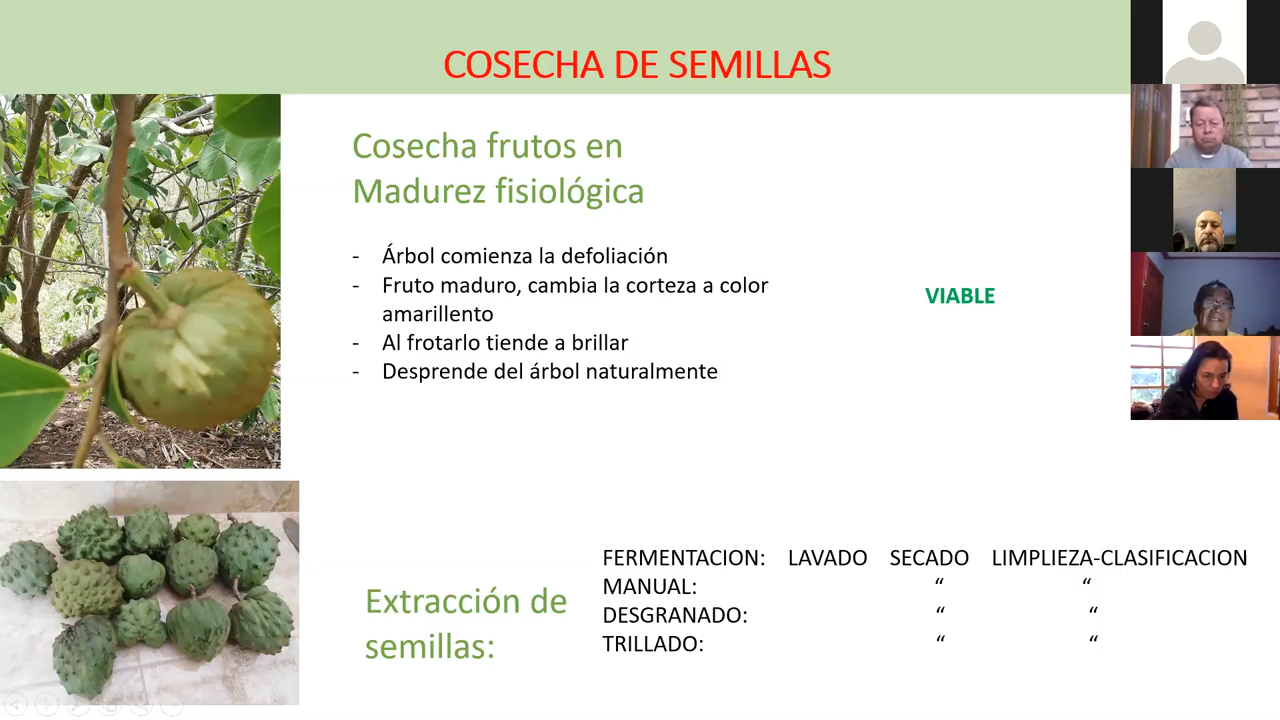 COSECHA DE SEMILLAS
Cosecha frutos en
Madurez fisiológica
- Árbol comienza la defoliación
- Fruto maduro, cambia la corteza a color
amarillento
- Al frotarlo tiende a brillar
- Desprende del árbol naturalmente
VIABLE
Extracción de
semillas:
FERMENTACION: LAVADO SECADO LIMPLIEZA-CLASIFICACION
MANUAL: “ “
DESGRANADO: “ “
TRILLADO: “ “